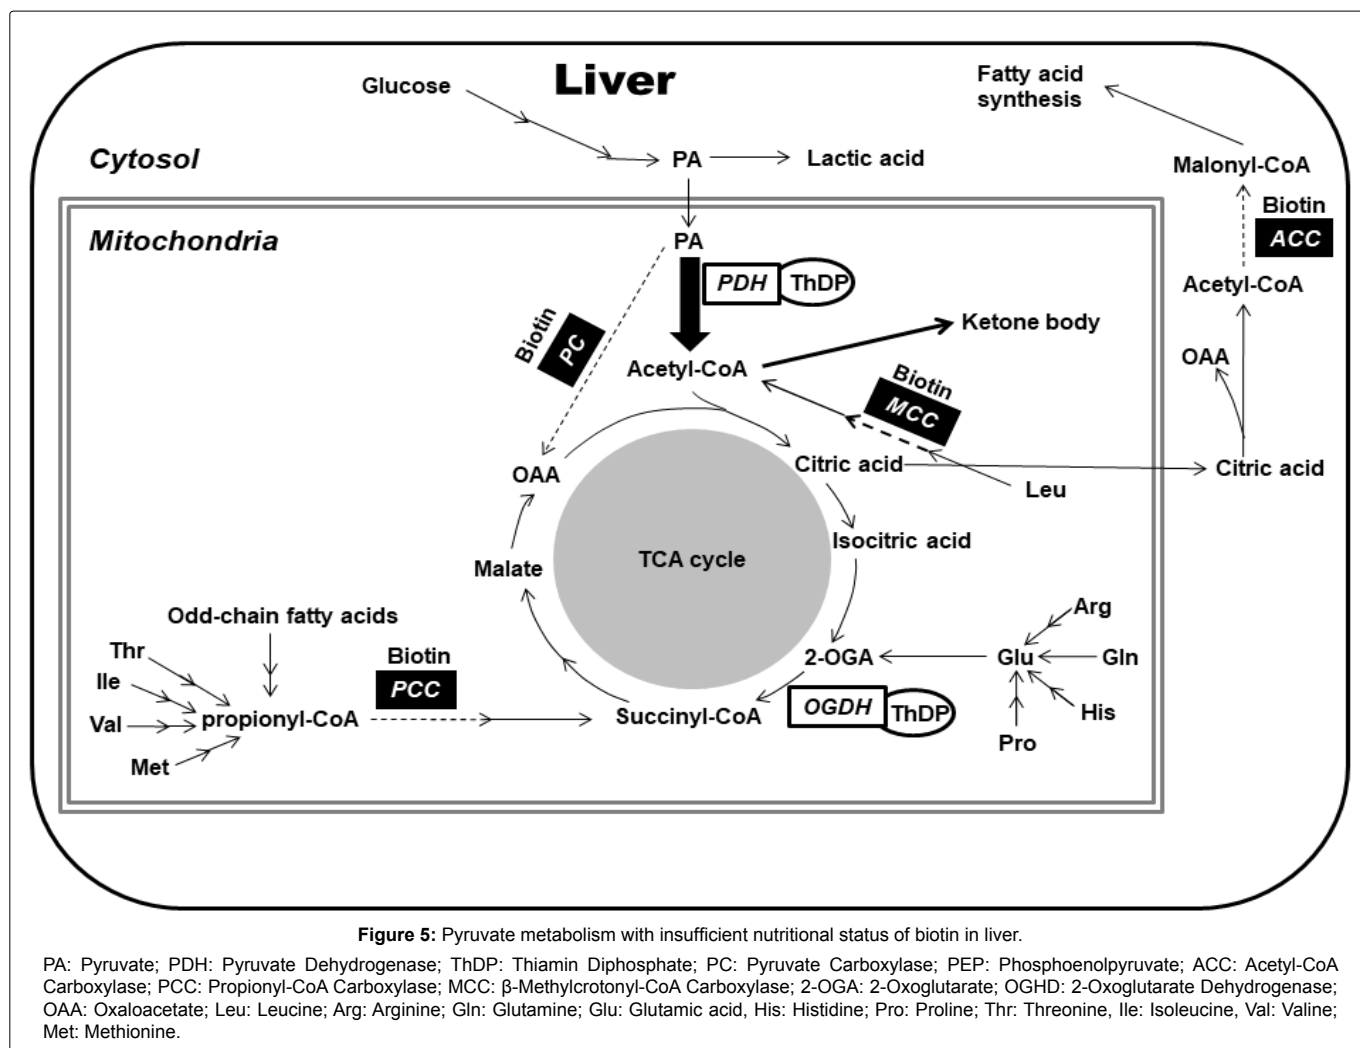 Liver
Glucose
Fatty acid
synthesis
Cytosol
PA
Lactic acid
Malonyl-CoA
Biotin
ACC
Mitochondria
PA
PDH
ThDP
Acetyl-CoA
Biotin
PC
Ketone body
Acetyl-CoA
OAA
Biotin
MCC
Citric acid
Citric acid
OAA
Leu
Isocitric acid
TCA cycle
Malate
Arg
Odd-chain fatty acids
Thr
Biotin
2-OGA
Glu
Gln
Ile
PCC
Val
propionyl-CoA
Succinyl-CoA
OGDH
ThDP
His
Met
Pro
Figure 5: Pyruvate metabolism with insufficient nutritional status of biotin in liver.
PA: Pyruvate; PDH: Pyruvate Dehydrogenase; ThDP: Thiamin Diphosphate; PC: Pyruvate Carboxylase; PEP: Phosphoenolpyruvate; ACC: Acetyl-CoA
Carboxylase; PCC: Propionyl-CoA Carboxylase; MCC: β-Methylcrotonyl-CoA Carboxylase; 2-OGA: 2-Oxoglutarate; OGHD: 2-Oxoglutarate Dehydrogenase;
OAA: Oxaloacetate; Leu: Leucine; Arg: Arginine; Gln: Glutamine; Glu: Glutamic acid, His: Histidine; Pro: Proline; Thr: Threonine, Ile: Isoleucine, Val: Valine;
Met: Methionine.